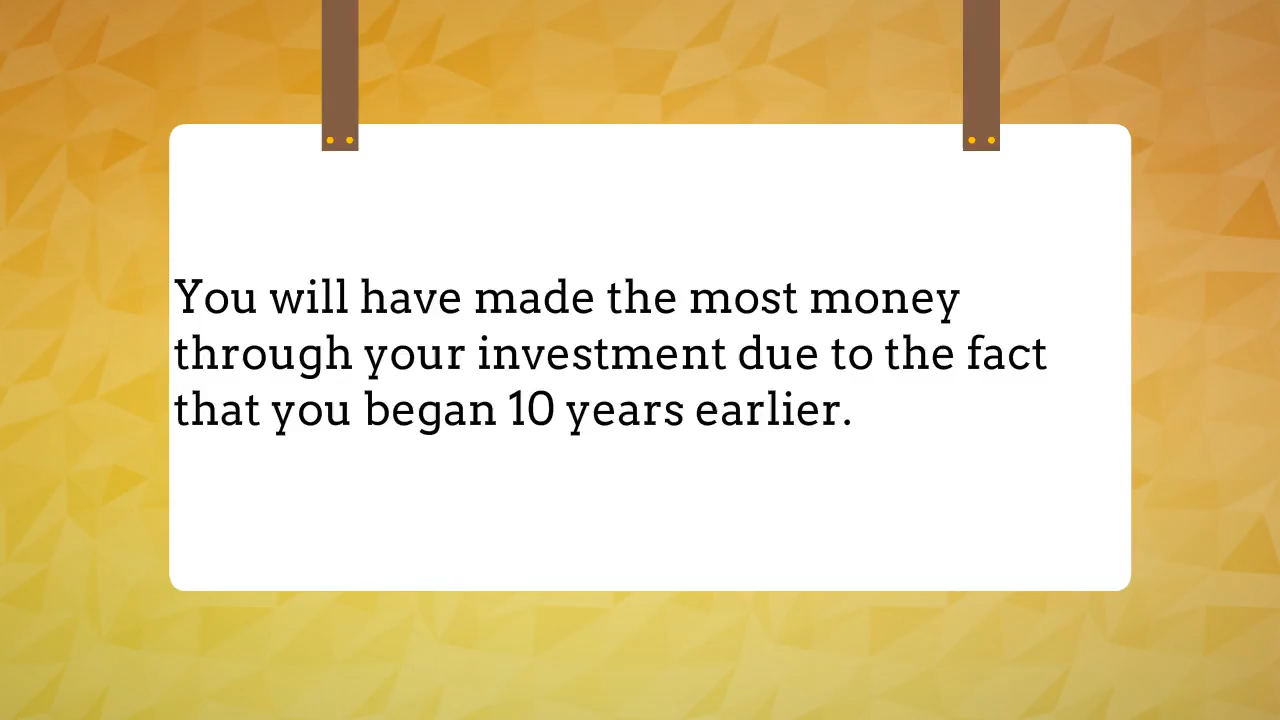 You will have made the most money
through your investment due to the fact
that you began 10 years earlier.